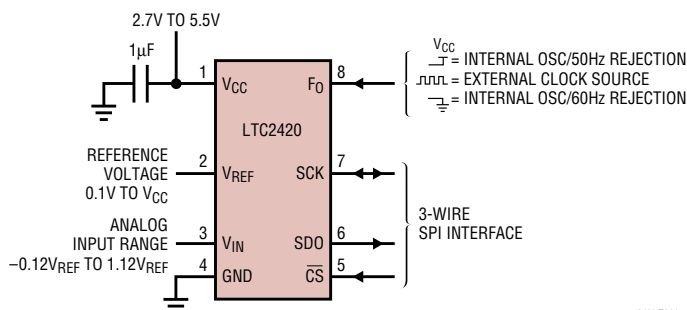 2.7V TO 5.5V
1µF
1
VCC
FO
8
VCC
= INTERNAL OSC/50Hz REJECTION
= EXTERNAL CLOCK SOURCE
= INTERNAL OSC/60Hz REJECTION
LTC2420
REFERENCE
VOLTAGE
0.1V TO VCC
2
VREF
SCK
7
ANALOG
INPUT RANGE
–0.12VREF TO 1.12VREF
3
VIN
SDO
6
3-WIRE
SPI INTERFACE
4
GND
CS
5